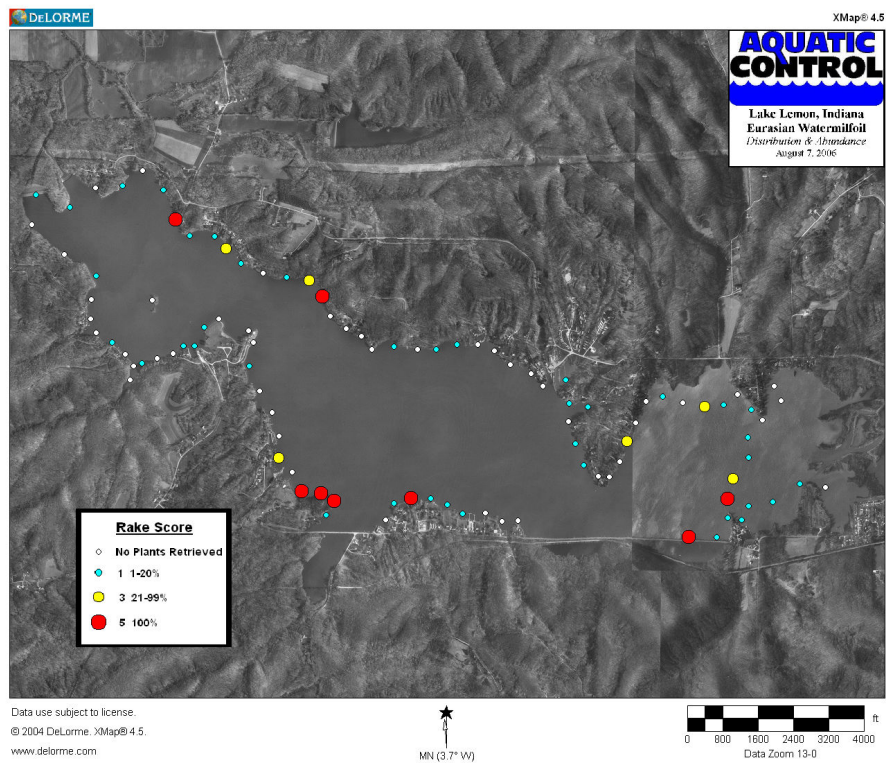 DELORME
XMap® 4.5
AQUATIC
CONTROL
Lake Lemon, Indiana
Eurasian Watermilfoil
Distribution & Abundance
August 7, 2006
Rake Score
No Plants Retrieved
1 1-20%
3 21-99%
5 100%
Data use subject to license.
© 2004 DeLorme. XMap® 4.5.
www.delorme.com
MN (3.7° W)
ft
0 800 1600 2400 3200 4000
Data Zoom 13-0